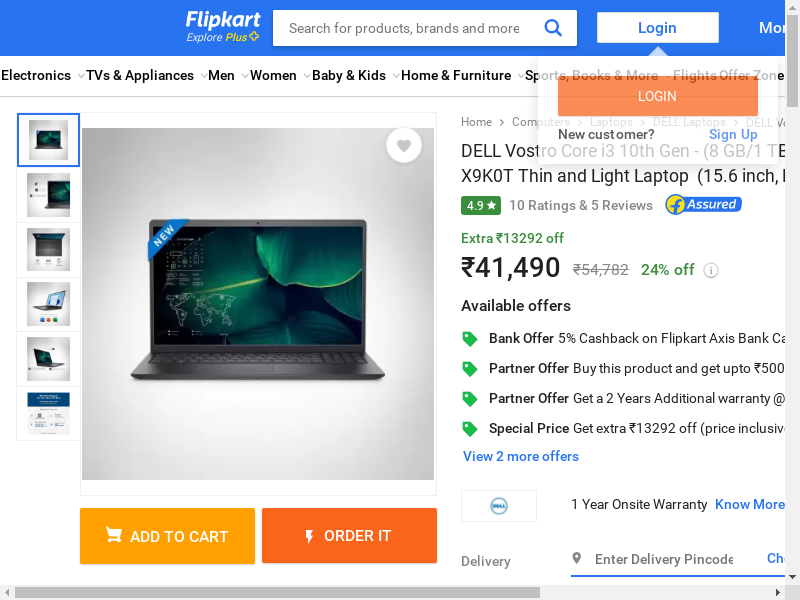 Flipkart
Explore Plus
Search for products, brands and more
Login
Electronics
TVs & Appliances
Men
Women
Baby & Kids
Home & Furniture
Sports, Books & More
Flights
Offer Zone
LOGIN
New customer?
Sign Up
Home
Computers
Laptops
DELL Laptops
DELL
DELL Vostro Core i3 10th Gen - (8 GB/1
X9K0T Thin and Light Laptop (15.6 inch,
4.9
10 Ratings & 5 Reviews
Assured
Extra ₹13292 off
₹41,490
₹54,782
24% off
i
NEW
Available offers
Bank Offer 5% Cashback on Flipkart Axis Bank
Partner Offer Buy this product and get upto ₹500
Partner Offer Get a 2 Years Additional warranty @
Special Price Get extra ₹13292 off (price
View 2 more offers
DELL
1 Year Onsite Warranty
Know More
ADD TO CART
ORDER IT
Delivery
Enter Delivery Pincode